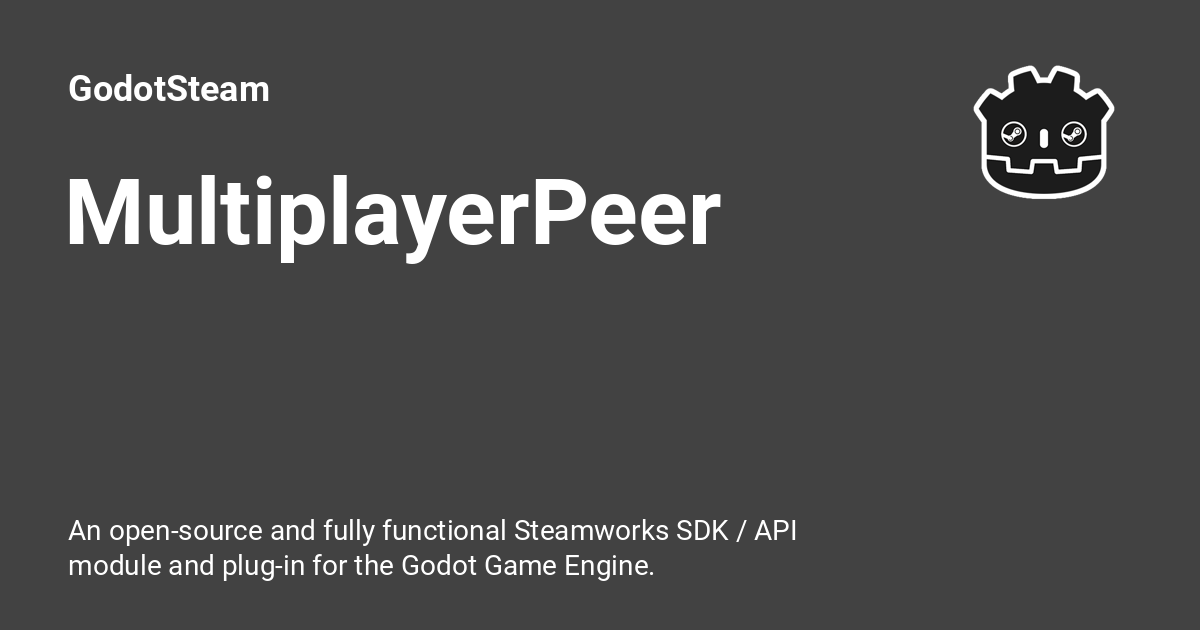 GodotSteam
MultiplayerPeer
An open-source and fully functional Steamworks SDK / API
module and plug-in for the Godot Game Engine.